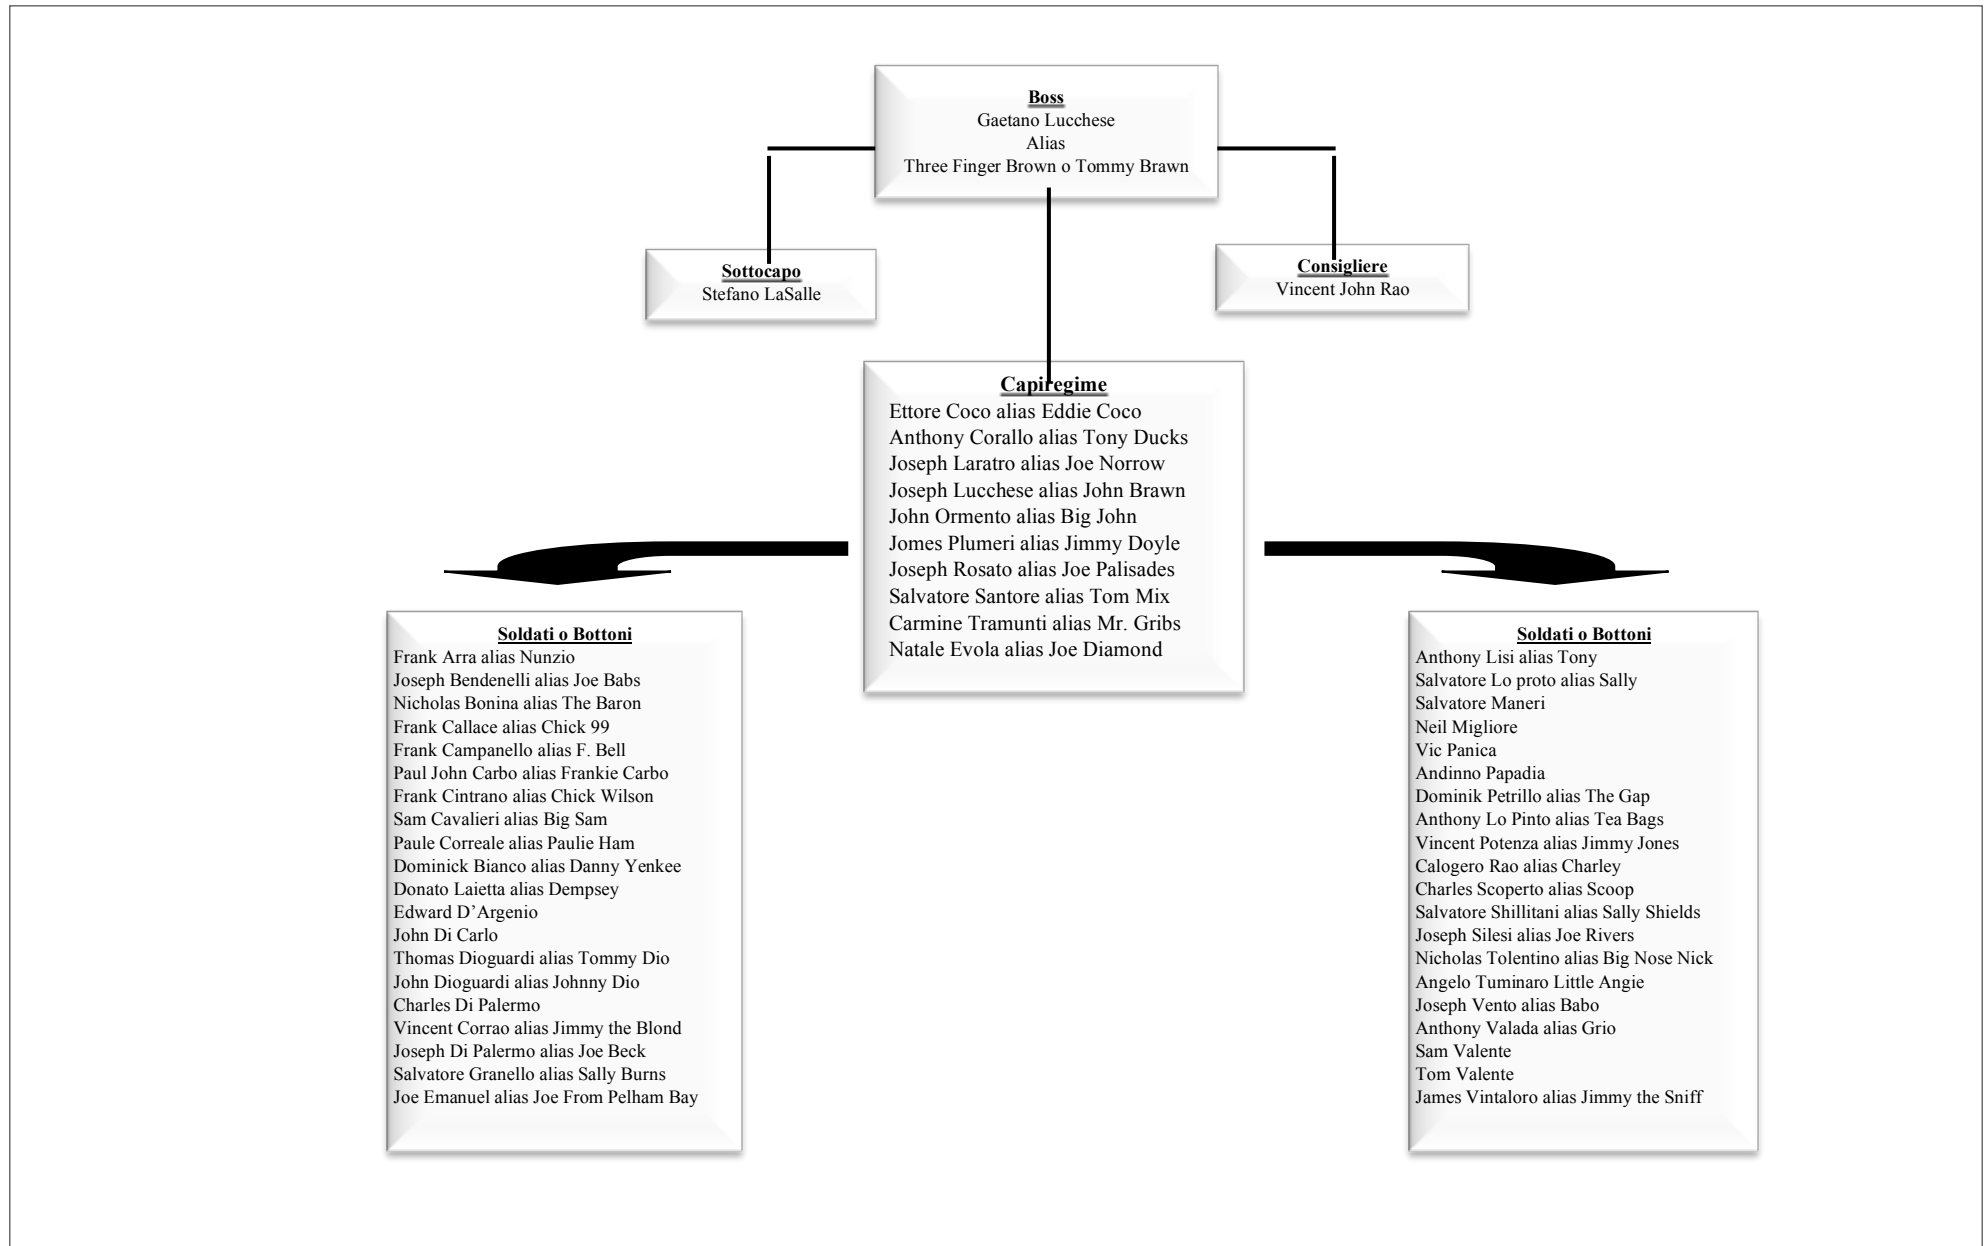 Boss
Gaetano Lucchese
Alias
Three Finger Brown o Tommy Brawn
Sottocapo
Stefano LaSalle
Consigliere
Vincent John Rao
Capiregime
Ettore Coco alias Eddie Coco
Anthony Corallo alias Tony Ducks
Joseph Laratro alias Joe Norrow
Joseph Lucchese alias John Brawn
John Ormento alias Big John
Jomes Plumeri alias Jimmy Doyle
Joseph Rosato alias Joe Palisades
Salvatore Santore alias Tom Mix
Carmine Tramunti alias Mr. Gribs
Natale Evola alias Joe Diamond
Soldati o Bottoni
Frank Arra alias Nunzio
Joseph Bendenelli alias Joe Babs
Nicholas Bonina alias The Baron
Frank Callace alias Chick 99
Frank Campanello alias F. Bell
Paul John Carbo alias Frankie Carbo
Frank Cintrano alias Chick Wilson
Sam Cavalieri alias Big Sam
Paule Correale alias Paulie Ham
Dominick Bianco alias Danny Yenkee
Donato Laietta alias Dempsey
Edward D’Argenio
John Di Carlo
Thomas Dioguardi alias Tommy Dio
John Dioguardi alias Johnny Dio
Charles Di Palermo
Vincent Corrao alias Jimmy the Blond
Joseph Di Palermo alias Joe Beck
Salvatore Granello alias Sally Burns
Joe Emanuel alias Joe From Pelham Bay
Soldati o Bottoni
Anthony Lisi alias Tony
Salvatore Lo proto alias Sally
Salvatore Maneri
Neil Migliore
Vic Panica
Andinno Papadia
Dominik Petrillo alias The Gap
Anthony Lo Pinto alias Tea Bags
Vincent Potenza alias Jimmy Jones
Calogero Rao alias Charley
Charles Scoperto alias Scoop
Salvatore Shillitani alias Sally Shields
Joseph Silesi alias Joe Rivers
Nicholas Tolentino alias Big Nose Nick
Angelo Tuminaro Little Angie
Joseph Vento alias Babo
Anthony Valada alias Grio
Sam Valente
Tom Valente
James Vintaloro alias Jimmy the Sniff